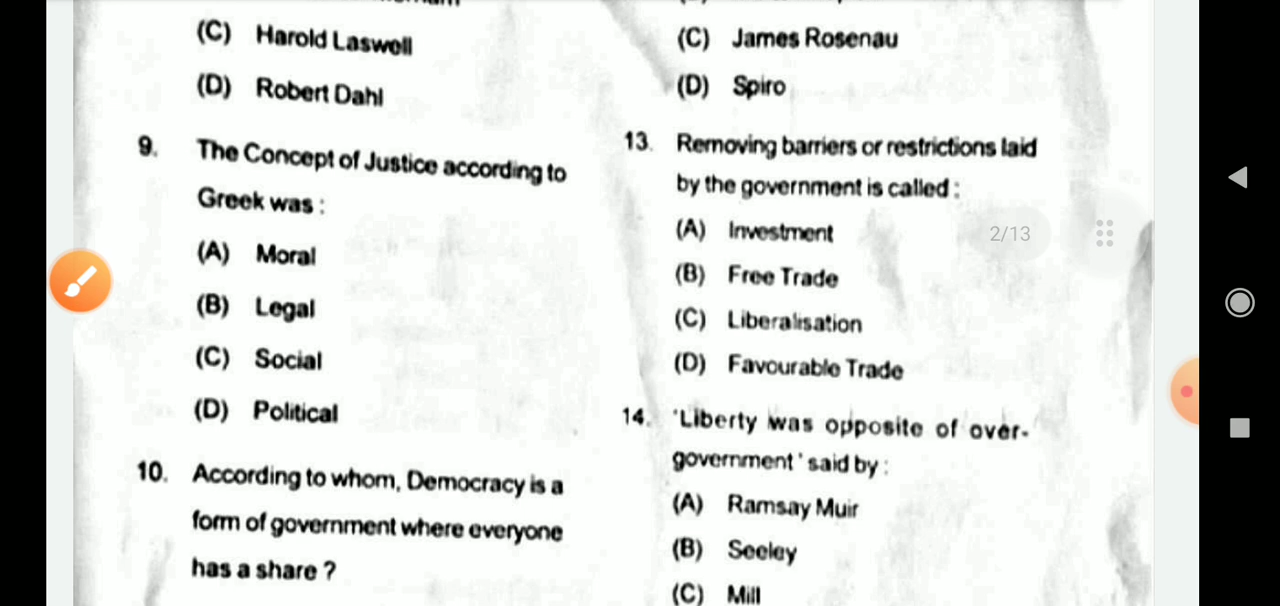 (C) Harold Laswell
(D) Robert Dahl
9. The Concept of Justice according to
Greek was :
(A) Moral
(B) Legal
(C) Social
(D) Political
10. According to whom, Democracy is a
form of government where everyone
has a share ?
(C) James Rosenau
(D) Spiro
13. Removing barriers or restrictions laid
by the government is called :
(A) Investment
(B) Free Trade
(C) Liberalisation
(D) Favourable Trade
14. 'Liberty was opposite of over-
government' said by :
(A) Ramsay Muir
(B) Seeley
(C) Mill
2/13